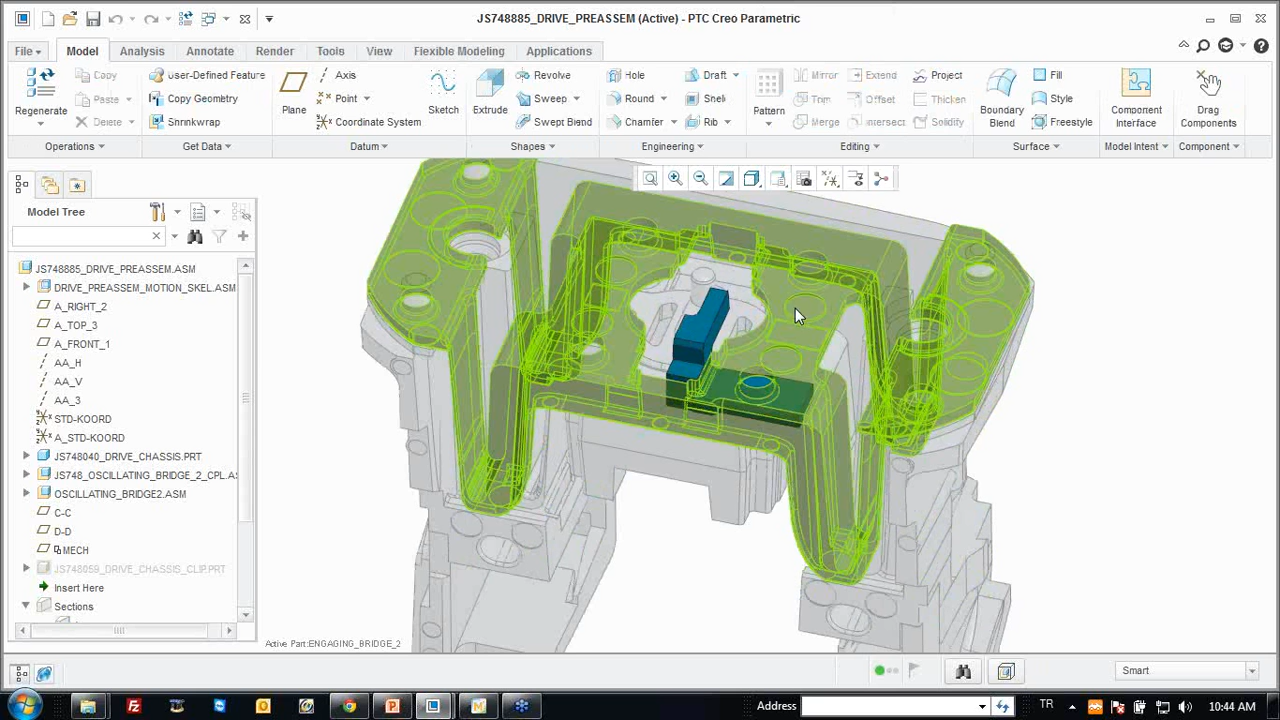 JS748885_DRIVE_PREASSEM (Active) - PTC Creo Parametric
File Model Analysis Annotate Render Tools View Flexible Modeling Applications
Regenerate
Copy
Paste
Delete
User-Defined Feature
Copy Geometry
Shrinkwrap
Plane
Axis
Point
Coordinate System
Sketch
Extrude
Revolve
Sweep
Swept Blend
Hole
Round
Chamfer
Draft
Shell
Rib
Pattern
Mirror
Trim
Merge
Extend
Offset
Intersect
Project
Thicken
Solidify
Boundary
Blend
Fill
Style
Freestyle
Component
Interface
Drag
Components
Operations Get Data Datum Shapes Engineering Editing Surface Model Intent Component
Model Tree
JS748885_DRIVE_PREASSEM.ASM
DRIVE_PREASSEM_MOTION_SKEL.ASM
A_RIGHT_2
A_TOP_3
A_FRONT_1
AA_H
AA_V
AA_3
STD-KOORD
A_STD-KOORD
JS748040_DRIVE_CHASSIS.PRT
JS748_OSCILLATING_BRIDGE_2_CPL.AS
OSCILLATING_BRIDGE2.ASM
C-C
D-D
MECH
JS748059_DRIVE_CHASSIS_CLIP.PRT
Insert Here
Sections
Active Part:ENGAGING_BRIDGE_2
Smart
Address
TR
10:44 AM